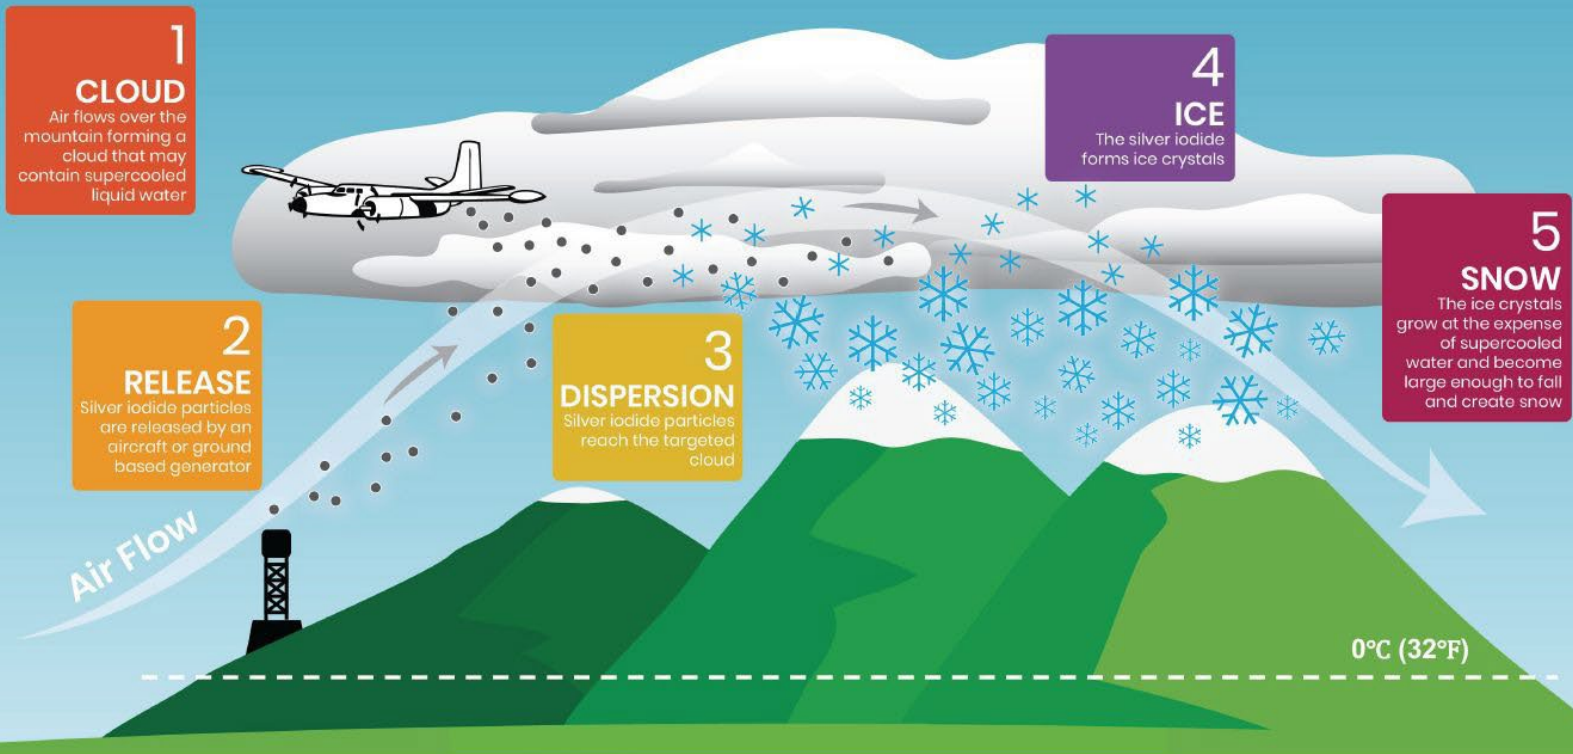 1
CLOUD
Air flows over the
mountain forming a
cloud that may
contain supercooled
liquid water
2
RELEASE
Silver iodide particles
are released by an
aircraft or ground
based generator
3
DISPERSION
Silver iodide particles
reach the targeted
cloud
4
ICE
The silver iodide
forms ice crystals
5
SNOW
The ice crystals
grow at the expense
of supercooled
water and become
large enough to fall
and create snow
Air Flow
0°C (32°F)